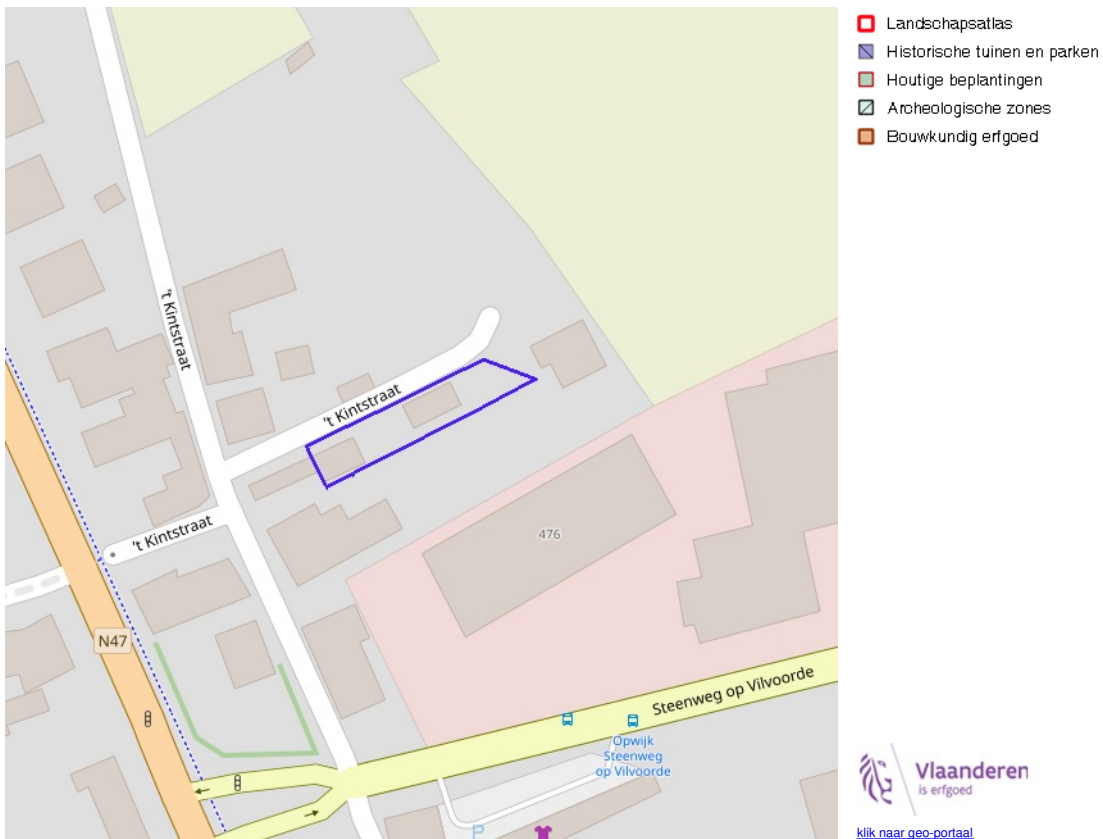 Landschapsatlas
Historische tuinen en parken
Houtige beplantingen
Archeologische zones
Bouwkundig erfgoed
't Kintstraat
't Kintstraat
't Kintstraat
476
N47
Steenweg op Vilvoorde
Opwijk
Steenweg
op Vilvoorde
P
Vlaanderen
is erfgoed
klik naar geo-portaal